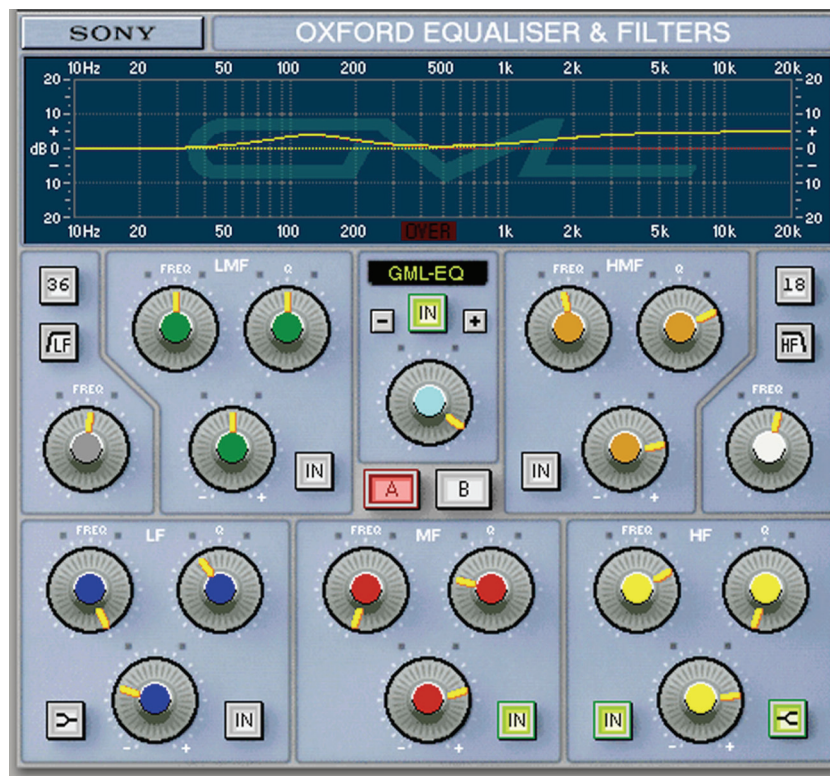 SONY OXFORD EQUALISER & FILTERS
10Hz 20 50 100 200 500 1k 2k 5k 10k 20k
20 20
10 10
+ +
dB 0 0
− −
10 10
20 20
GML
OVER
10Hz 20 50 100 200 500 1k 2k 5k 10k 20k
36 FREQ LMF Q GML-EQ FREQ HMF Q 18
− IN +
LF HF
FREQ FREQ
− + IN IN − +
A B
FREQ LF Q FREQ MF Q FREQ HF Q
IN IN IN
− + − + − +